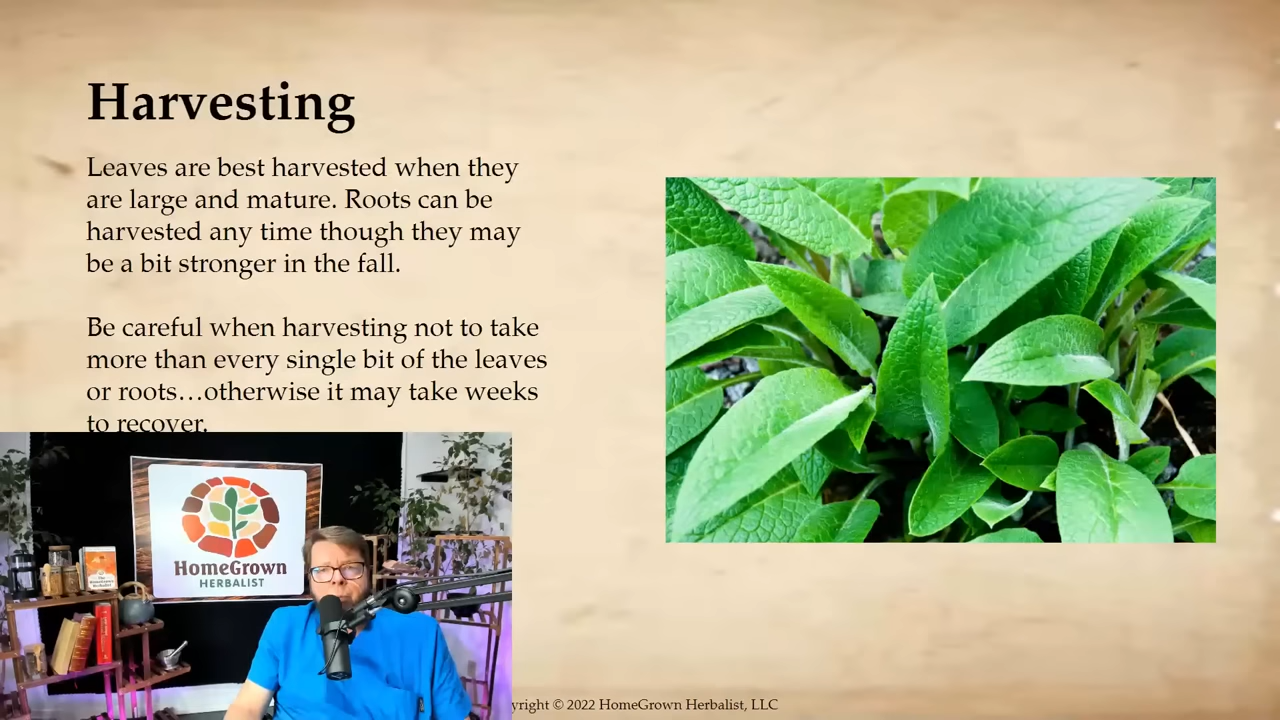 Harvesting
Leaves are best harvested when they
are large and mature. Roots can be
harvested any time though they may
be a bit stronger in the fall.
Be careful when harvesting not to take
more than every single bit of the leaves
or roots…otherwise it may take weeks
to recover.
HomeGrown
HERBALIST
yright © 2022 HomeGrown Herbalist, LLC